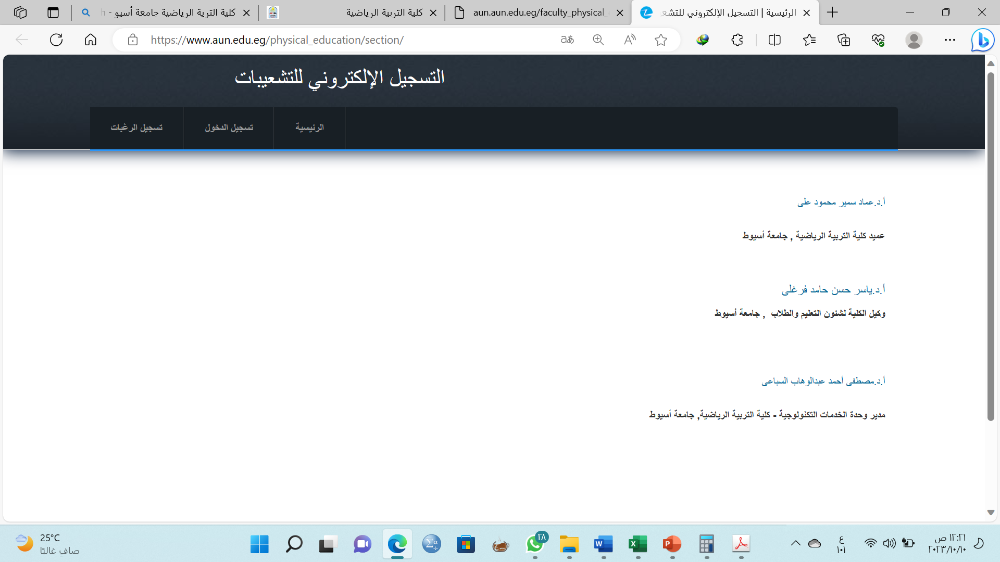 كلية التربية الرياضية
كلية الترية الرياضية جامعة أسيو -
aun.aun.edu.eg/faculty_physical_
الرئيسية | التسجيل الإلكتروني للتشع
https://www.aun.edu.eg/physical_education/section/
التسجيل الإلكتروني للتشعيبات
الرئيسية
تسجيل الدخول
تسجيل الرغبات
أ.د.عماد سمير محمود على
عميد كلية التربية الرياضية , جامعة أسيوط
أ.د.ياسر حسن حامد فرغلى
وكيل الكلية لشئون التعليم والطلاب , جامعة أسيوط
أ.د.مصطفى أحمد عبدالوهاب السباعى
مدير وحدة الخدمات التكنولوجية - كلية التربية الرياضية, جامعة أسيوط
25°C
صافٍ غالبًا
٢٨
ع
١٠١
١٢:٢١ ص
٢٠٢٣/١٠/١٠